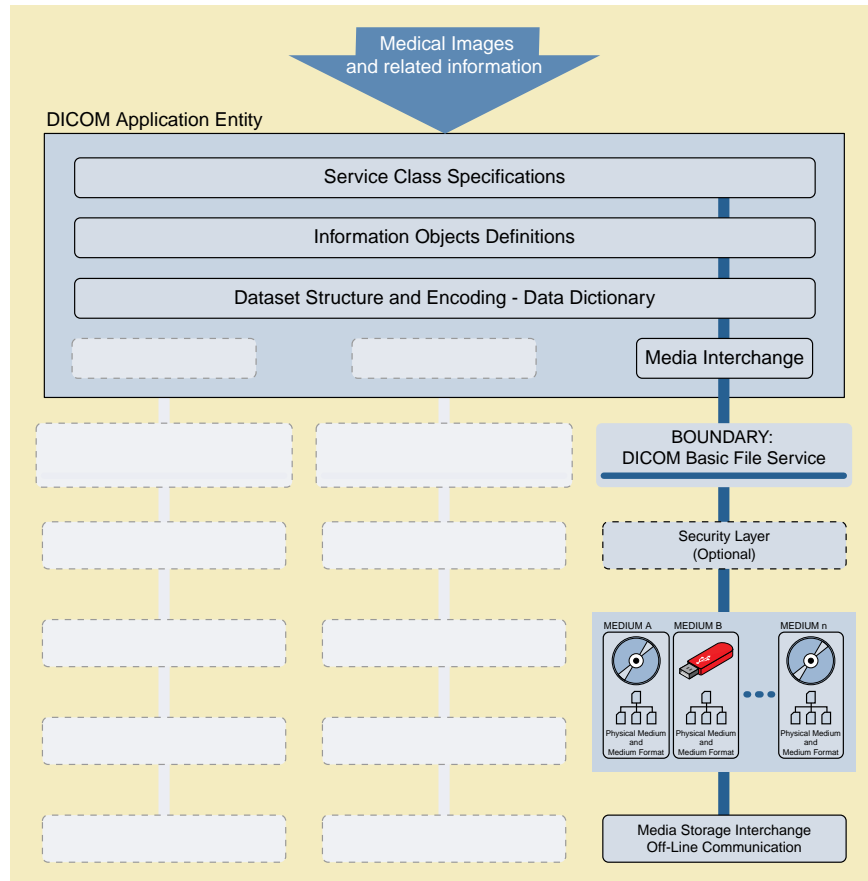 Medical Images
and related information
DICOM Application Entity
Service Class Specifications
Information Objects Definitions
Dataset Structure and Encoding - Data Dictionary
Media Interchange
BOUNDARY:
DICOM Basic File Service
Security Layer
(Optional)
MEDIUM A
MEDIUM B
MEDIUM n
Physical Medium
and
Medium Format
Physical Medium
and
Medium Format
Physical Medium
and
Medium Format
Media Storage Interchange
Off-Line Communication